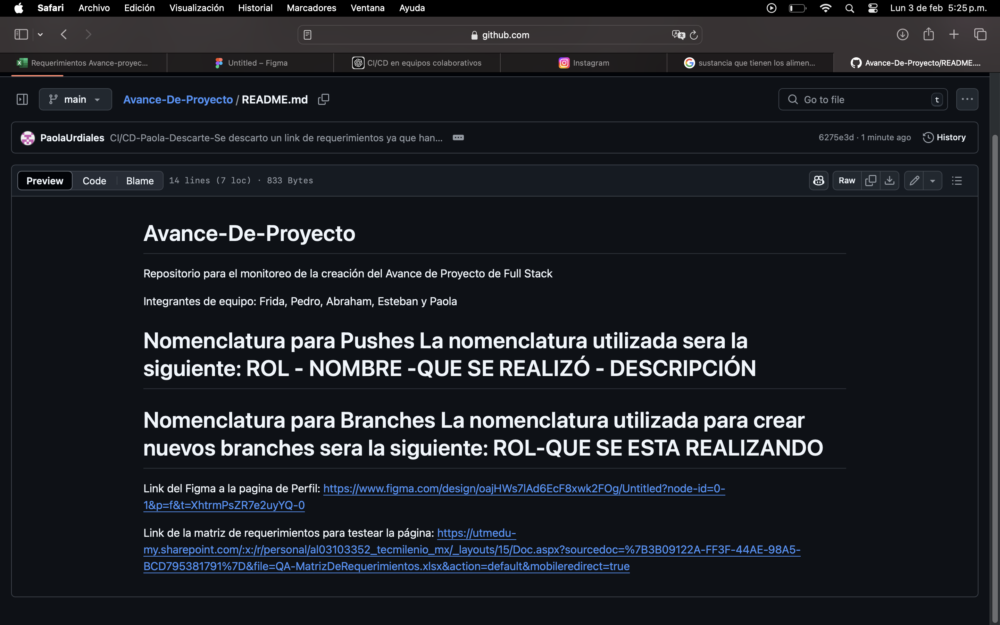 Safari Archivo Edición Visualización Historial Marcadores Ventana Ayuda Lun 3 de feb 5:25 p.m.
github.com
Requerimientos Avance-proyec... Untitled – Figma CI/CD en equipos colaborativos Instagram sustancia que tienen los alimen... Avance-De-Proyecto/README....
main Avance-De-Proyecto / README.md Go to file t
PaolaUrdiales CI/CD-Paola-Descarte-Se descarto un link de requerimientos ya que han... 6275e3d · 1 minute ago History
Preview Code Blame 14 lines (7 loc) · 833 Bytes Raw
Avance-De-Proyecto
Repositorio para el monitoreo de la creación del Avance de Proyecto de Full Stack
Integrantes de equipo: Frida, Pedro, Abraham, Esteban y Paola
Nomenclatura para Pushes La nomenclatura utilizada sera la
siguiente: ROL - NOMBRE -QUE SE REALIZÓ - DESCRIPCIÓN
Nomenclatura para Branches La nomenclatura utilizada para crear
nuevos branches sera la siguiente: ROL-QUE SE ESTA REALIZANDO
Link del Figma a la pagina de Perfil: https://www.figma.com/design/oajHWs7lAd6EcF8xwk2FOg/Untitled?node-id=0-
1&p=f&t=XhtrmPsZR7e2uyYQ-0
Link de la matriz de requerimientos para testear la página: https://utmedu-
my.sharepoint.com/:x:/r/personal/al03103352_tecmilenio_mx/_layouts/15/Doc.aspx?sourcedoc=%7B3B09122A-FF3F-44AE-98A5-
BCD795381791%7D&file=QA-MatrizDeRequerimientos.xlsx&action=default&mobileredirect=true